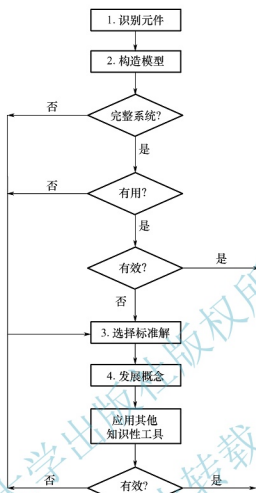 1. 识别元件
2. 构造模型
否
完整系统?
是
否
有用?
是
有效?
是
否
3. 选择标准解
4. 发展概念
应用其他
知识性工具
否
有效?
是